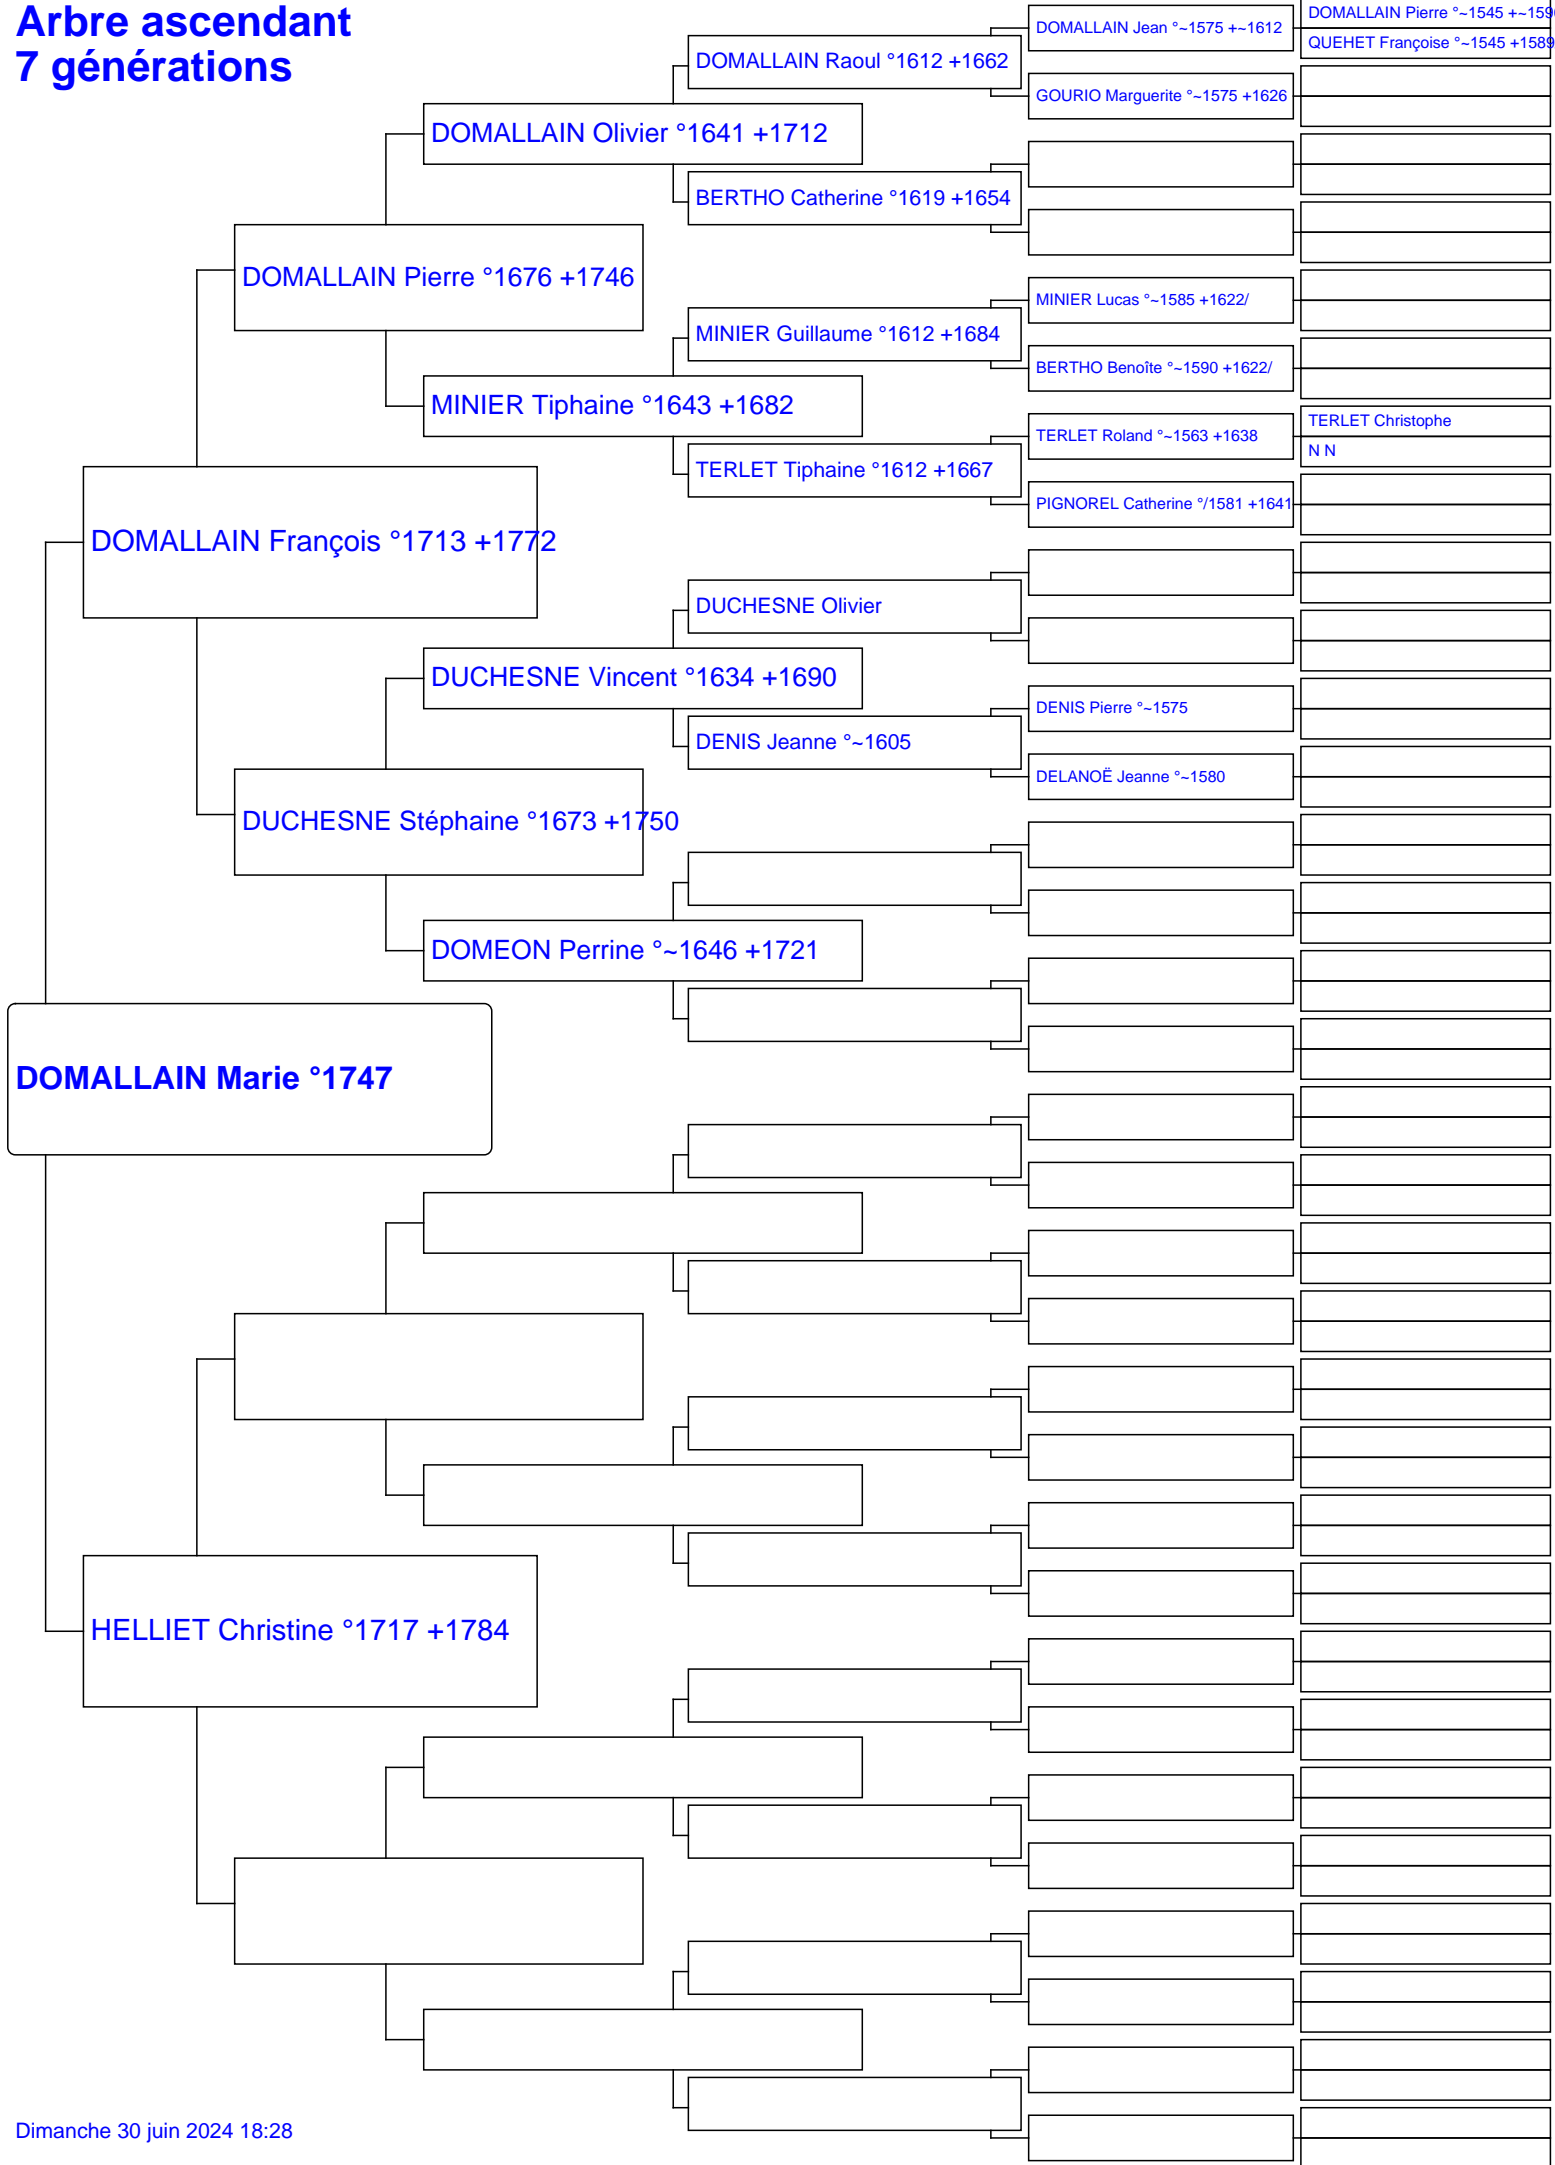 Arbre ascendant
7 générations
DOMALLAIN Pierre °~1545 +~159
DOMALLAIN Jean °~1575 +~1612
QUEHET Françoise °~1545 +1589
DOMALLAIN Raoul °1612 +1662
GOURIO Marguerite °~1575 +1626
DOMALLAIN Olivier °1641 +1712
BERTHO Catherine °1619 +1654
DOMALLAIN Pierre °1676 +1746
MINIER Lucas °~1585 +1622/
MINIER Guillaume °1612 +1684
BERTHO Benoîte °~1590 +1622/
MINIER Tiphaine °1643 +1682
TERLET Christophe
TERLET Roland °~1563 +1638
N N
TERLET Tiphaine °1612 +1667
PIGNOREL Catherine °/1581 +1641
DOMALLAIN François °1713 +1772
DUCHESNE Olivier
DUCHESNE Vincent °1634 +1690
DENIS Pierre °~1575
DENIS Jeanne °~1605
DELANOË Jeanne °~1580
DUCHESNE Stéphaine °1673 +1750
DOMEON Perrine °~1646 +1721
DOMALLAIN Marie °1747
HELLIET Christine °1717 +1784
Dimanche 30 juin 2024 18:28